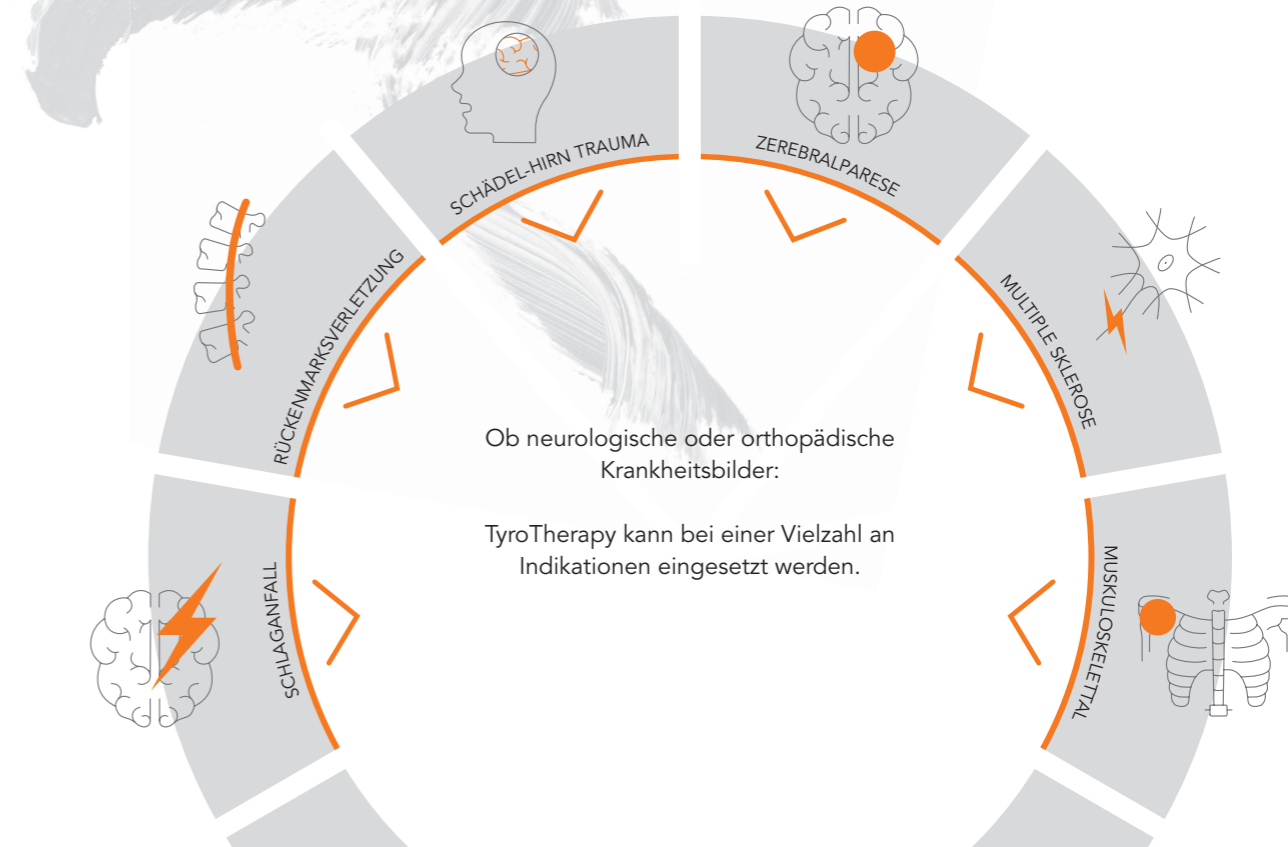 SCHÄDEL-HIRN TRAUMA
ZEREBRALPARESE
RÜCKENMARKSVERLETZUNG
MULTIPLE SKLEROSE
Ob neurologische oder orthopädische
Krankheitsbilder:
TyroTherapy kann bei einer Vielzahl an
Indikationen eingesetzt werden.
SCHLAGANFALL
MUSKULOSKELETTAL